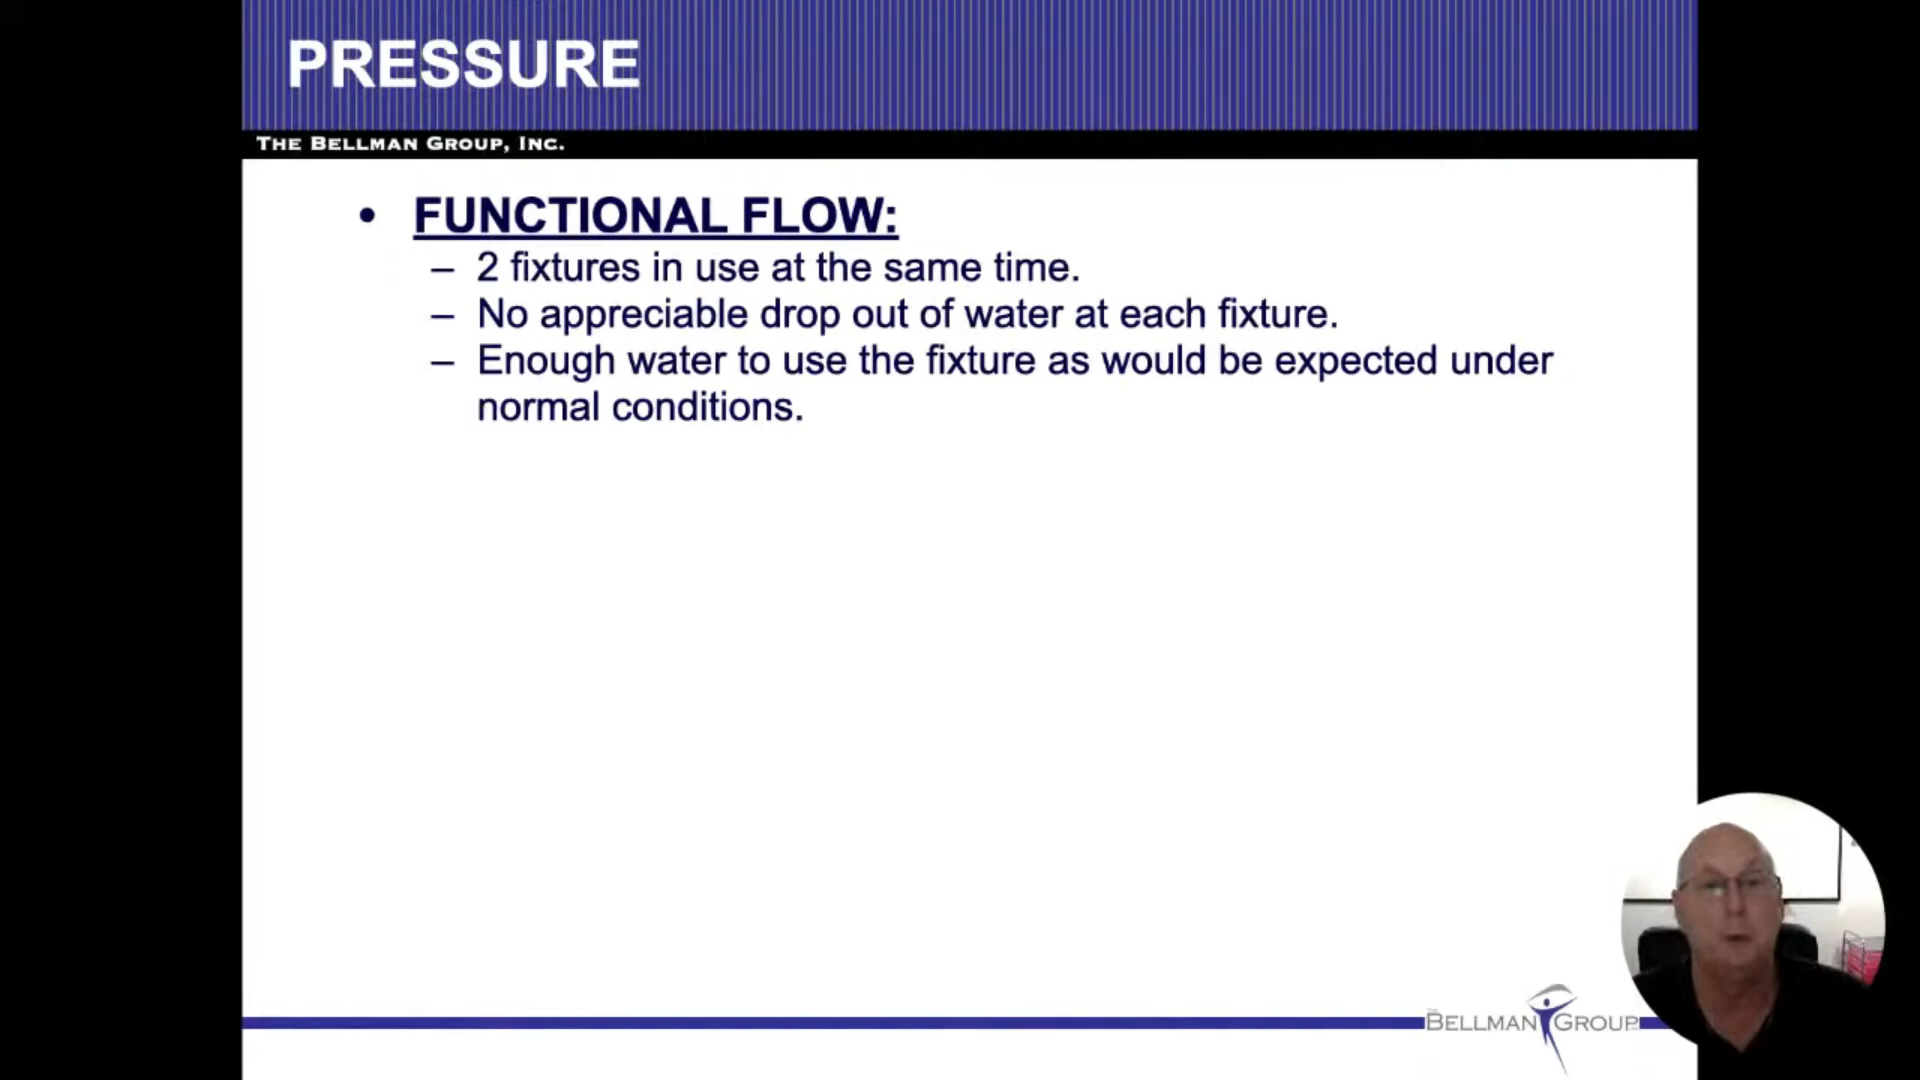 PRESSURE
THE BELLMAN GROUP, INC.
• FUNCTIONAL FLOW:
– 2 fixtures in use at the same time.
– No appreciable drop out of water at each fixture.
– Enough water to use the fixture as would be expected under
normal conditions.
THE
BELLMAN GROUP